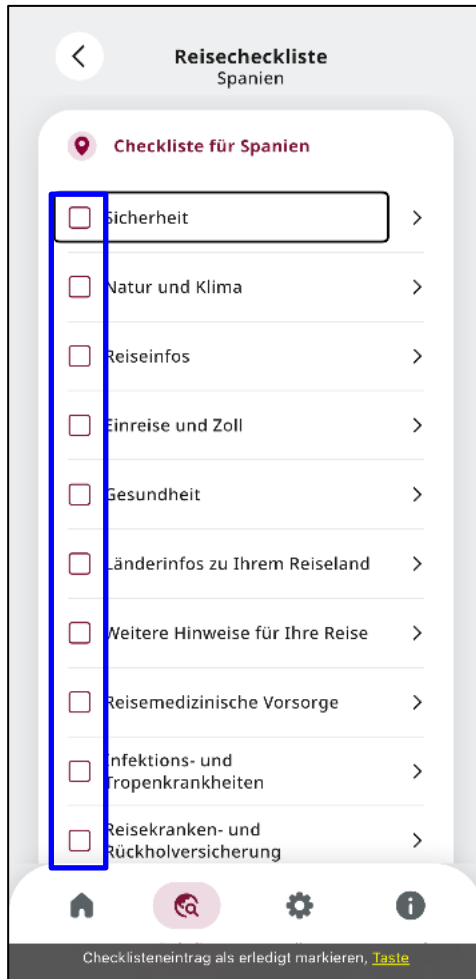 Reisecheckliste
Spanien
Checkliste für Spanien
Sicherheit
Natur und Klima
Reiseinfos
Einreise und Zoll
Gesundheit
Länderinfos zu Ihrem Reiseland
Weitere Hinweise für Ihre Reise
Reisemedizinische Vorsorge
Infektions- und
Tropenkrankheiten
Reisekranken- und
Rückholversicherung
Checklisteneintrag als erledigt markieren, Taste